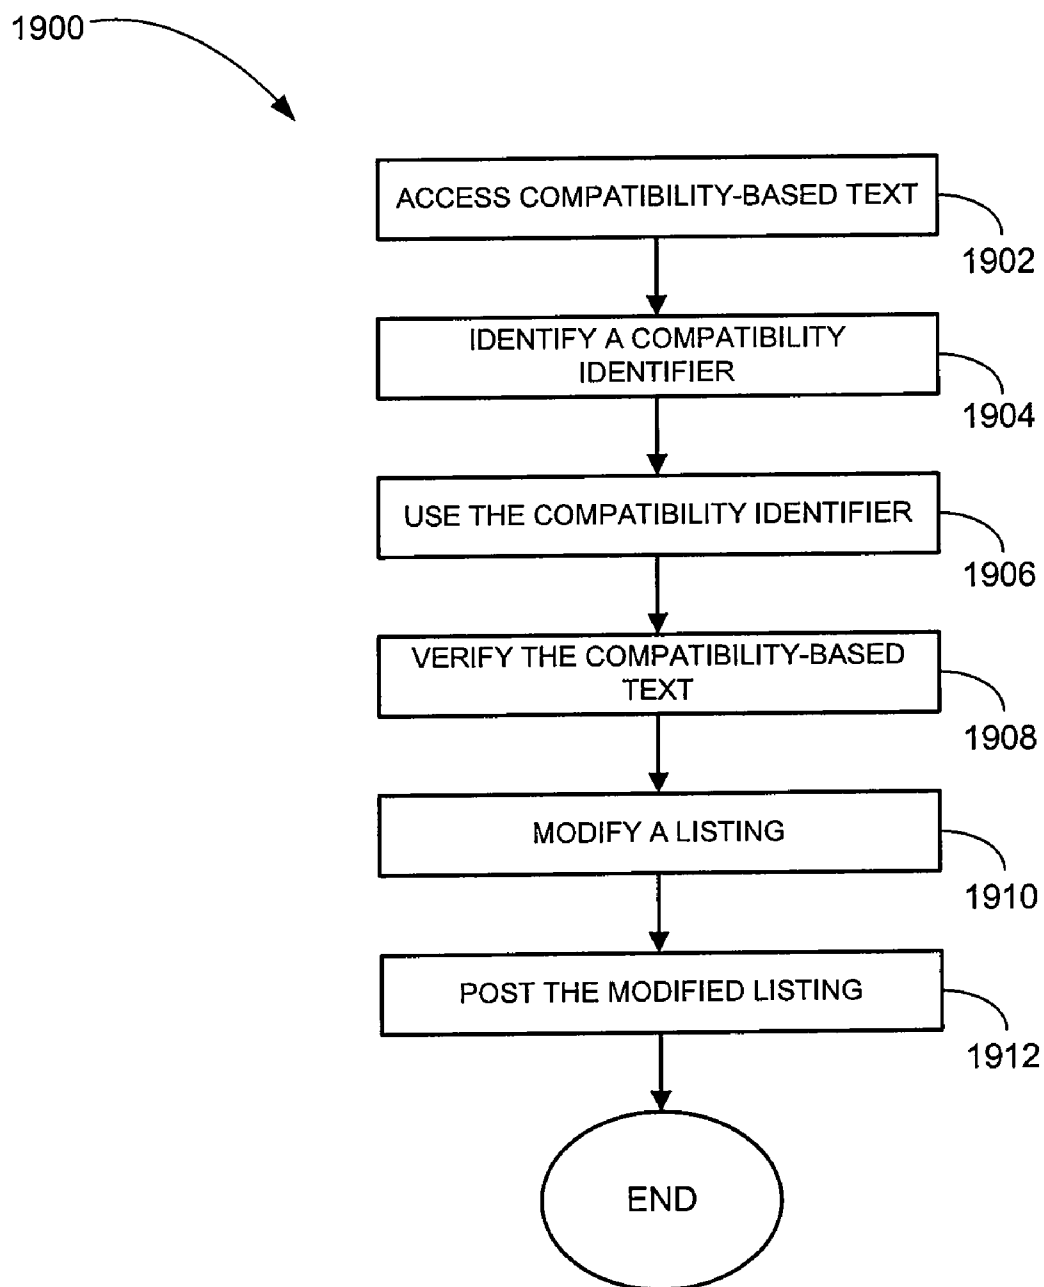 1900
ACCESS COMPATIBILITY-BASED TEXT
1902
IDENTIFY A COMPATIBILITY
IDENTIFIER
1904
USE THE COMPATIBILITY IDENTIFIER
1906
VERIFY THE COMPATIBILITY-BASED
TEXT
1908
MODIFY A LISTING
1910
POST THE MODIFIED LISTING
1912
END